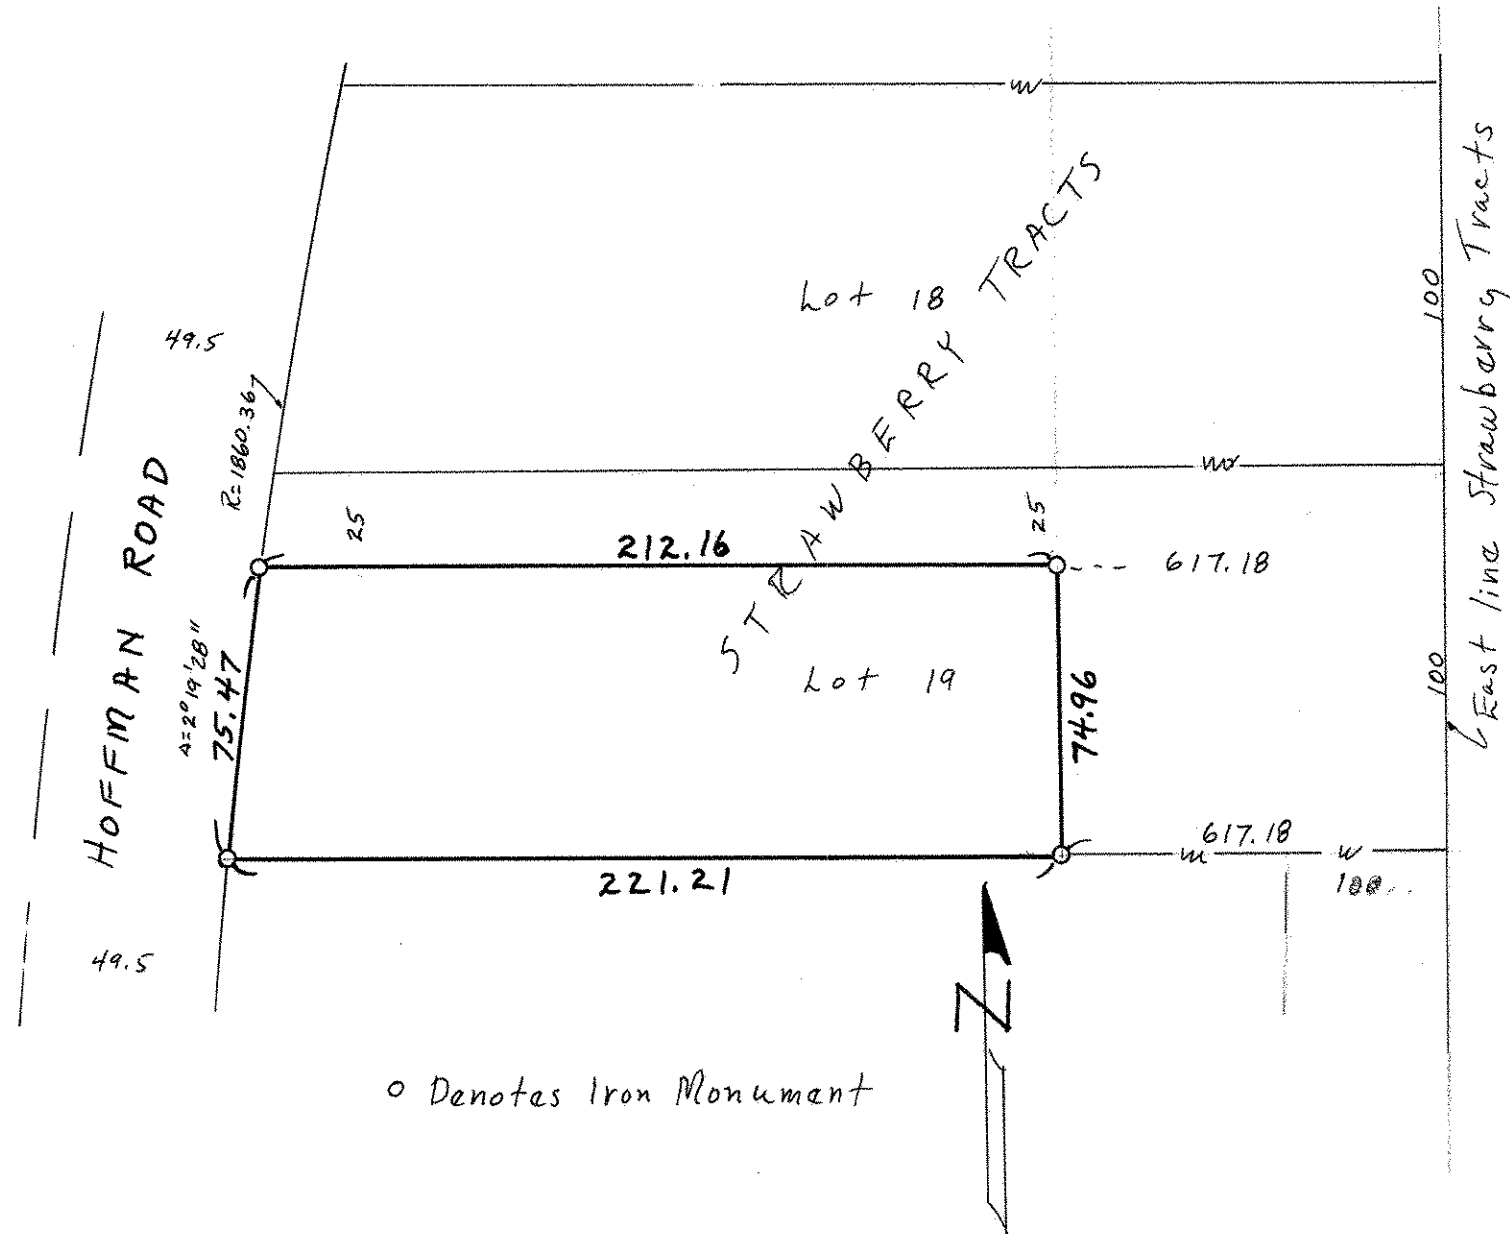 Lot 18
STRAWBERRY TRACTS
100
East line Strawberry Tracts
49.5
R=1860.36
HOFFMAN ROAD
25
25
212.16
617.18
Δ=2°19'28"
75.47
Lot 19
74.96
100
617.18
221.21
100
49.5
N
o Denotes Iron Monument